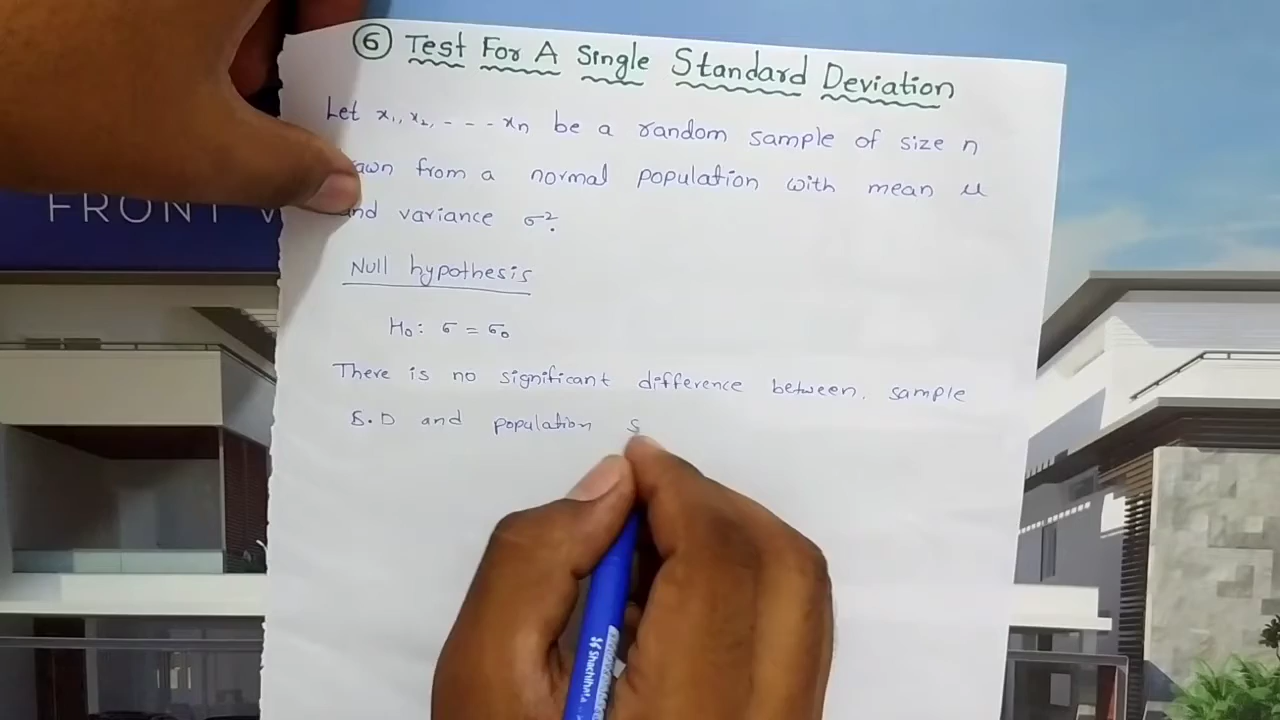 ⑥ Test For A Single Standard Deviation
Let x₁, x₂, - - - - xn be a random sample of size n
from a normal population with mean μ
and variance σ².
FRONT
Null hypothesis
H₀: σ = σ₀
There is no significant difference between sample
S.D and population S
Shachihata